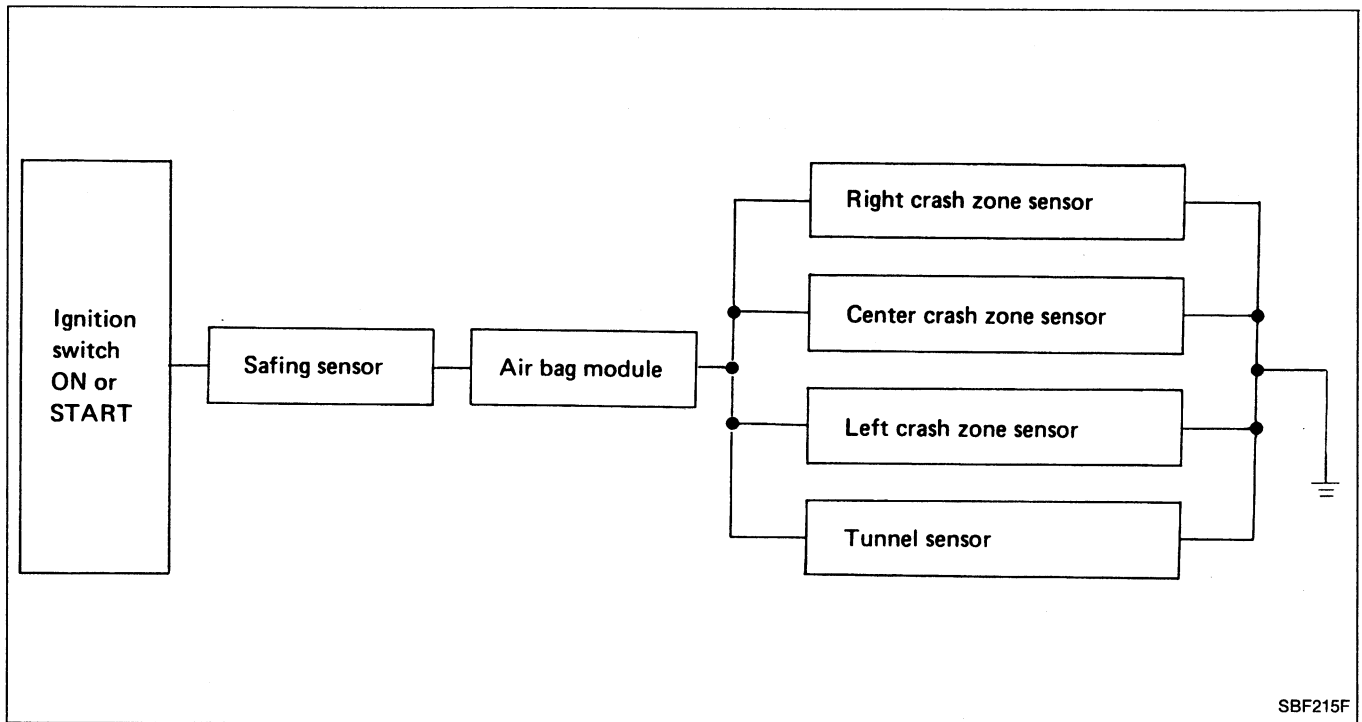 Ignition
switch
ON or
START
Safing sensor
Air bag module
Right crash zone sensor
Center crash zone sensor
Left crash zone sensor
Tunnel sensor
SBF215F